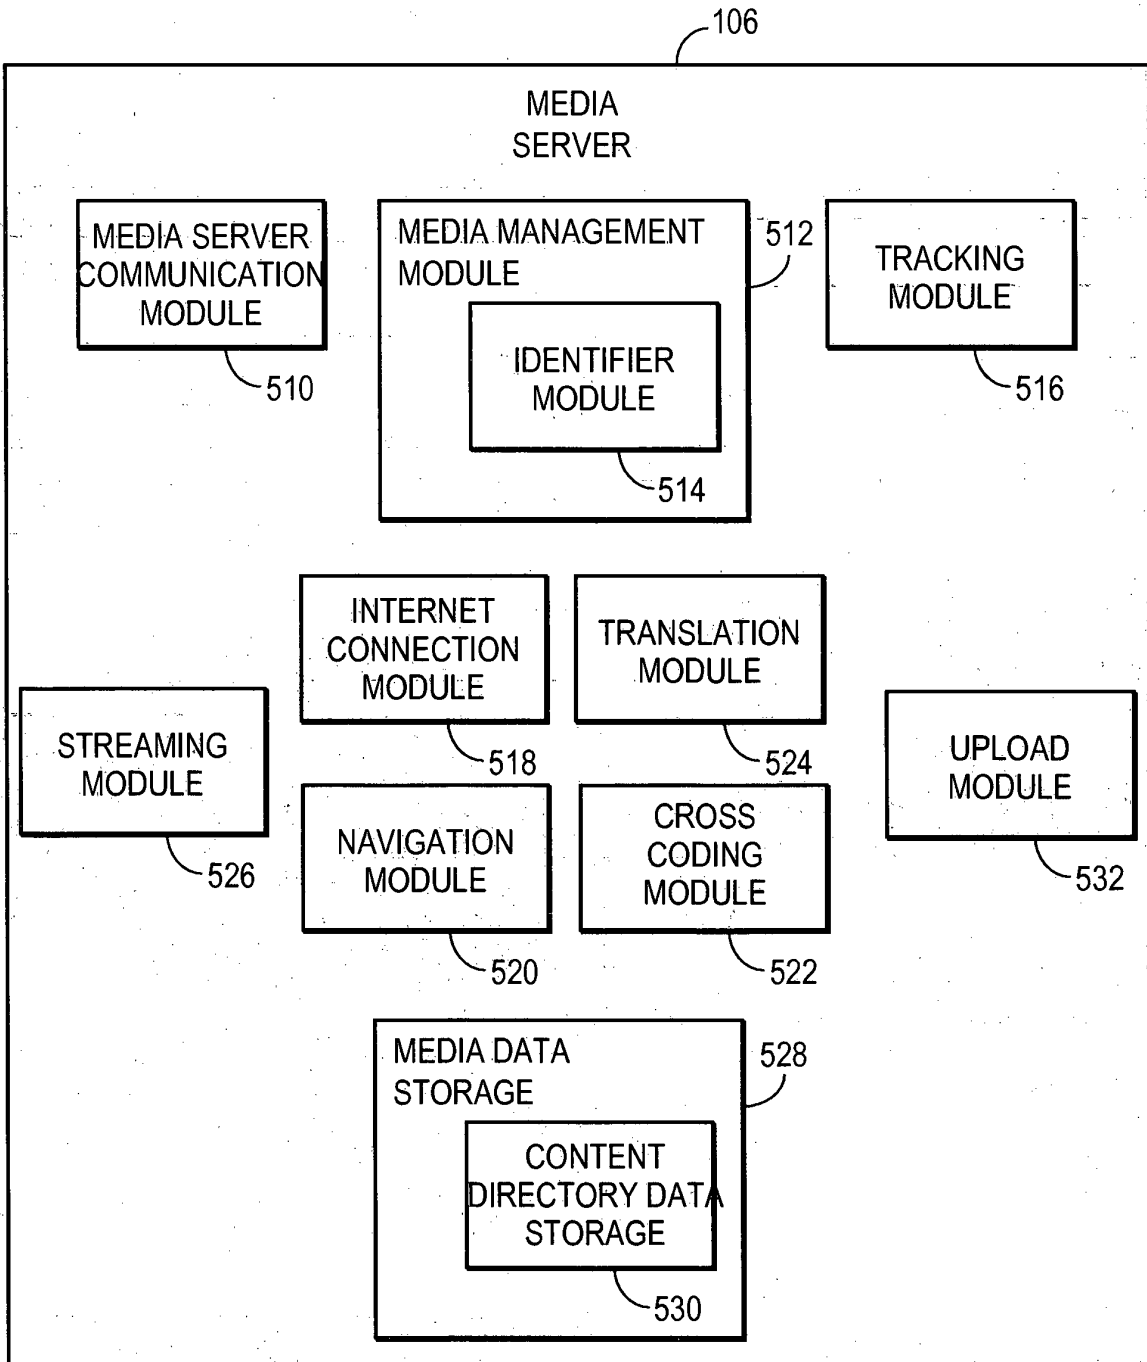 106
MEDIA
SERVER
MEDIA SERVER
COMMUNICATION
MODULE
510
MEDIA MANAGEMENT
MODULE
512
IDENTIFIER
MODULE
514
TRACKING
MODULE
516
INTERNET
CONNECTION
MODULE
518
TRANSLATION
MODULE
524
STREAMING
MODULE
526
UPLOAD
MODULE
532
NAVIGATION
MODULE
520
CROSS
CODING
MODULE
522
MEDIA DATA
STORAGE
528
CONTENT
DIRECTORY DATA
STORAGE
530